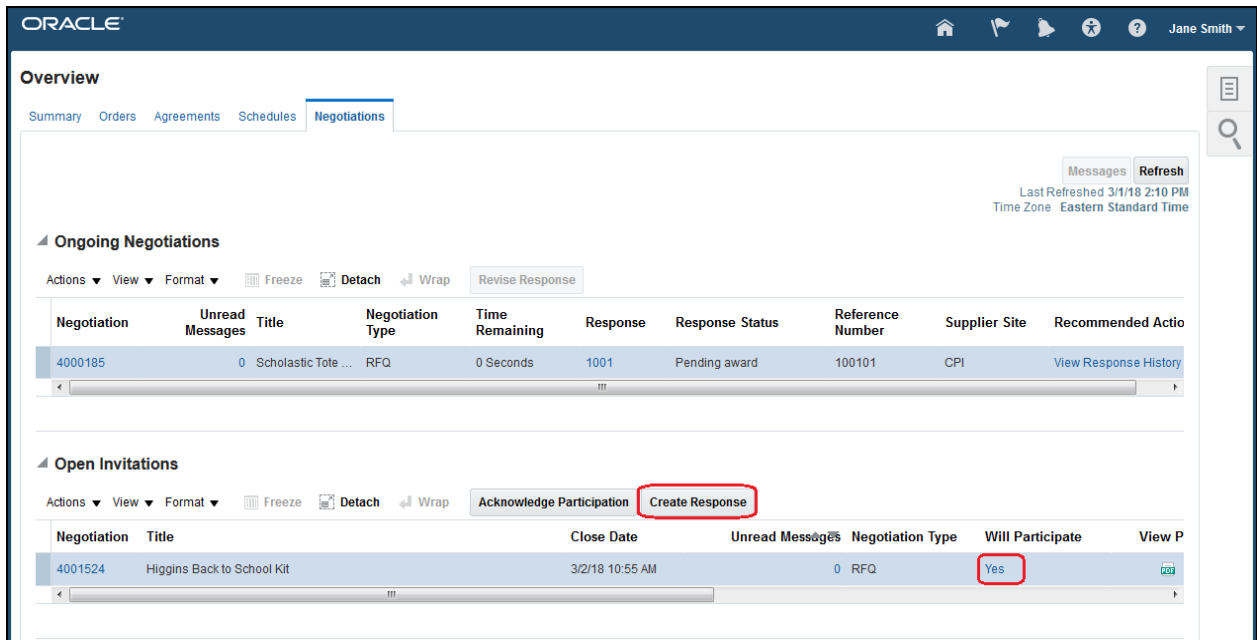 ORACLE
Jane Smith
Overview
Summary Orders Agreements Schedules Negotiations
Messages Refresh
Last Refreshed 3/1/18 2:10 PM
Time Zone Eastern Standard Time
Ongoing Negotiations
Actions View Format Freeze Detach Wrap Revise Response
Negotiation Unread Messages Title Negotiation Type Time Remaining Response Response Status Reference Number Supplier Site Recommended Actio
4000185 0 Scholastic Tote ... RFQ 0 Seconds 1001 Pending award 100101 CPI View Response History
Open Invitations
Actions View Format Freeze Detach Wrap Acknowledge Participation Create Response
Negotiation Title Close Date Unread Messages Negotiation Type Will Participate View P
4001524 Higgins Back to School Kit 3/2/18 10:55 AM 0 RFQ Yes PDF